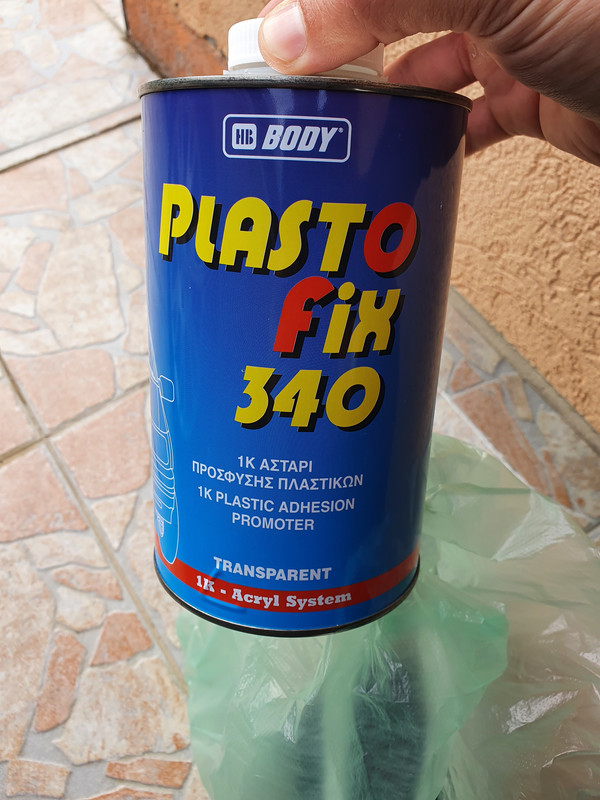 HB BODY®
PLASTO
FiX
340
1K ΑΣΤΑΡΙ
ΠΡΟΣΦΥΣΗΣ ΠΛΑΣΤΙΚΩΝ
1K PLASTIC ADHESION
PROMOTER
TRANSPARENT
1K - Acryl System